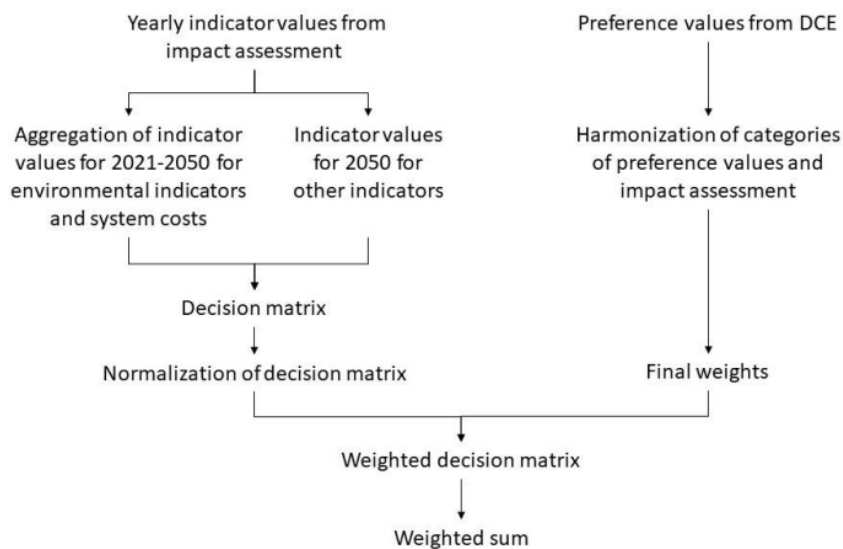 Yearly indicator values from
impact assessment
Preference values from DCE
Aggregation of indicator
values for 2021-2050 for
environmental indicators
and system costs
Indicator values
for 2050 for
other indicators
Harmonization of categories
of preference values and
impact assessment
Decision matrix
Normalization of decision matrix
Final weights
Weighted decision matrix
Weighted sum